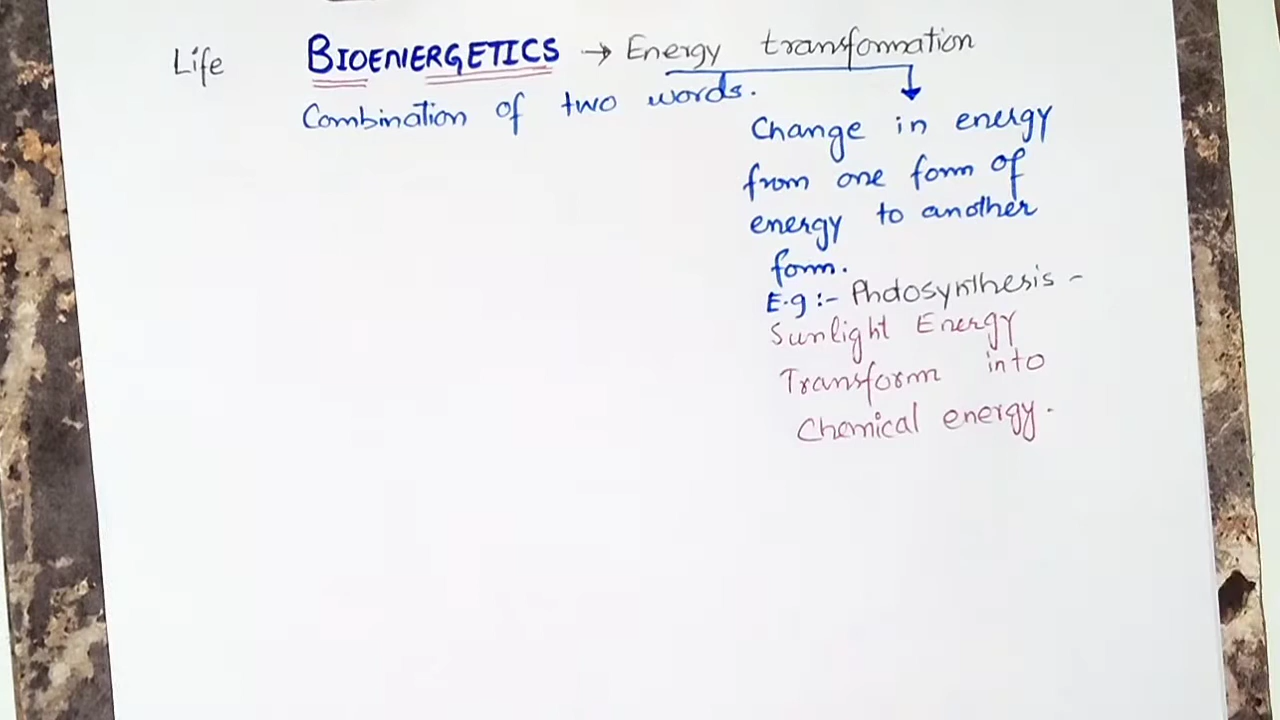 Life BIOENERGETICS → Energy transformation
Combination of two words.
Change in energy
from one form of
energy to another
form.
E.g :- Phdosynthesis -
Sunlight Energy
Transform into
Chemical energy.